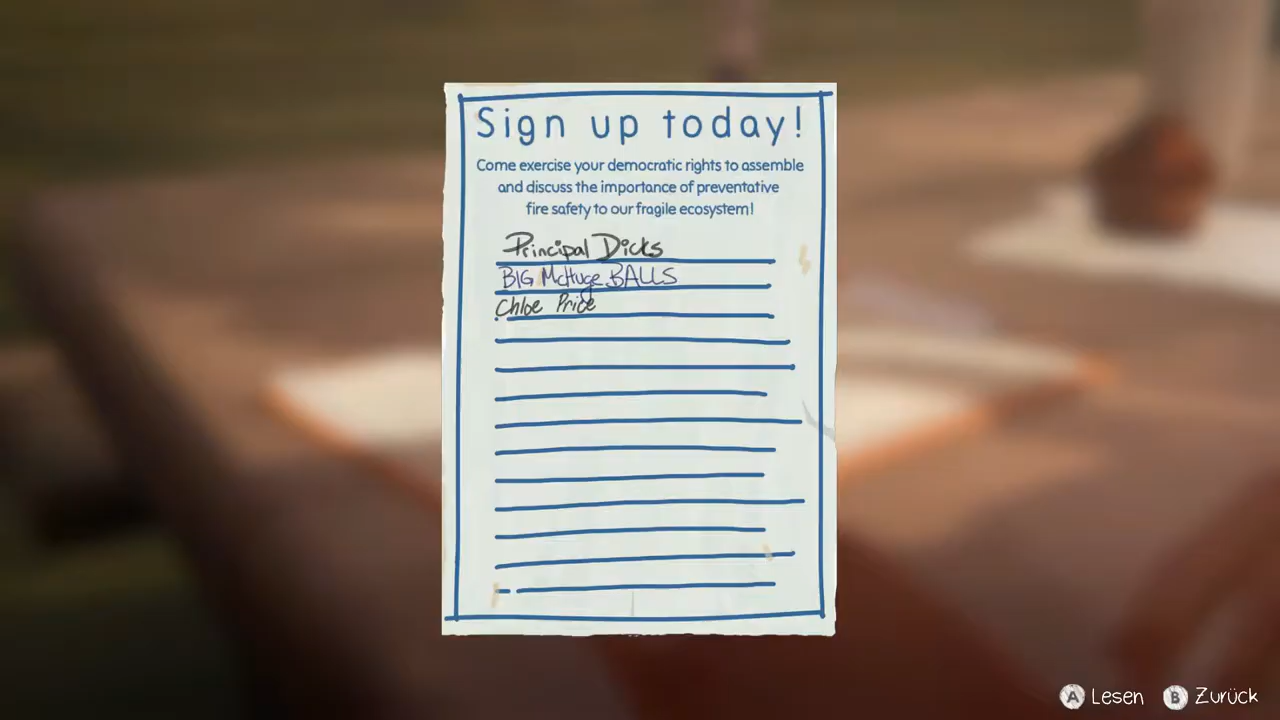 Sign up today!
Come exercise your democratic rights to assemble
and discuss the importance of preventative
fire safety to our fragile ecosystem!
Principal Dicks
BIG McHuge BALLS
Chloe Price
A Lesen B Zurück